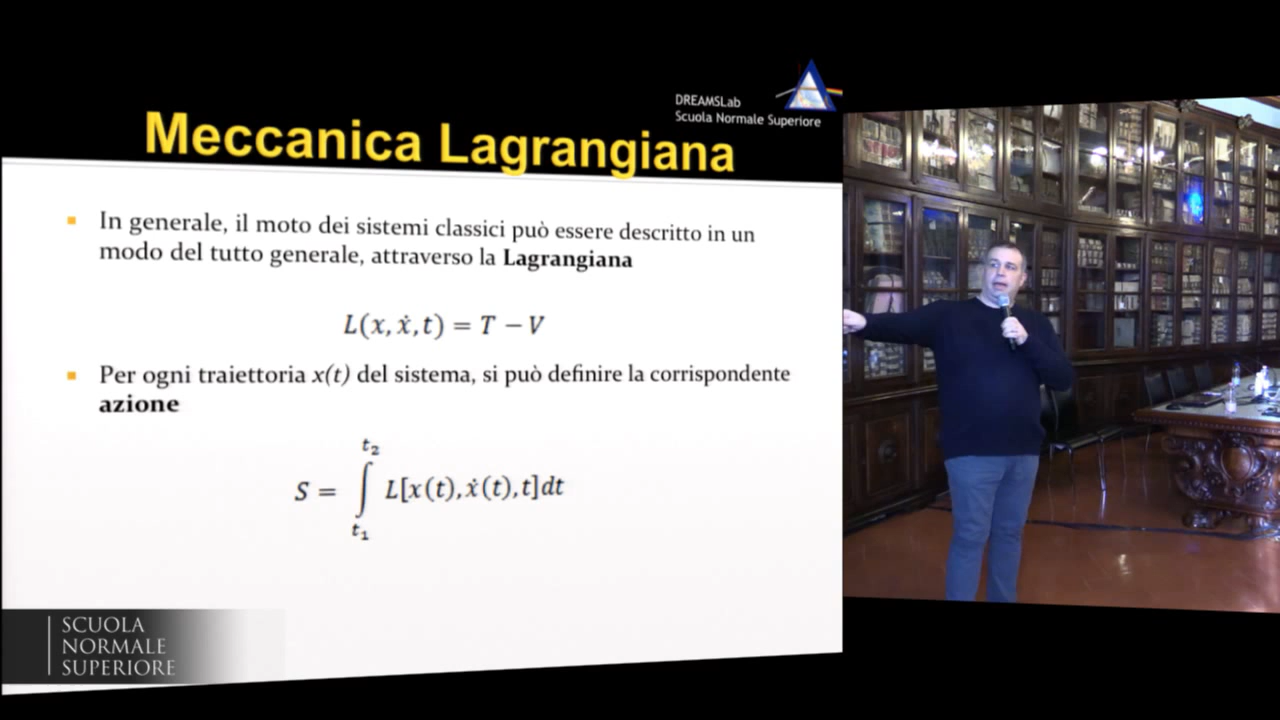 DREAMSLab
Scuola Normale Superiore
Meccanica Lagrangiana
In generale, il moto dei sistemi classici può essere descritto in un
modo del tutto generale, attraverso la Lagrangiana
L(x, ẋ, t) = T − V
Per ogni traiettoria x(t) del sistema, si può definire la corrispondente
azione
S = ∫_{t₁}^{t₂} L[x(t), ẋ(t), t]dt
SCUOLA
NORMALE
SUPERIORE